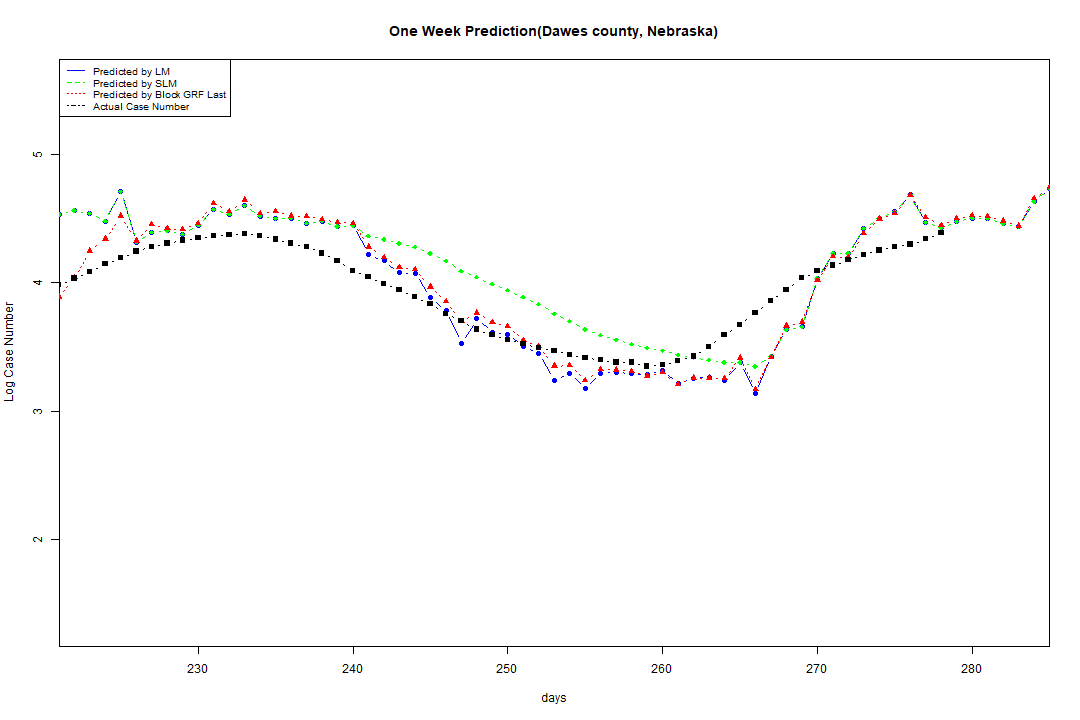 One Week Prediction(Dawes county, Nebraska)
Predicted by LM
Predicted by SLM
Predicted by Block GRF Last
Actual Case Number
5
4
3
2
Log Case Number
230 240 250 260 270 280
days